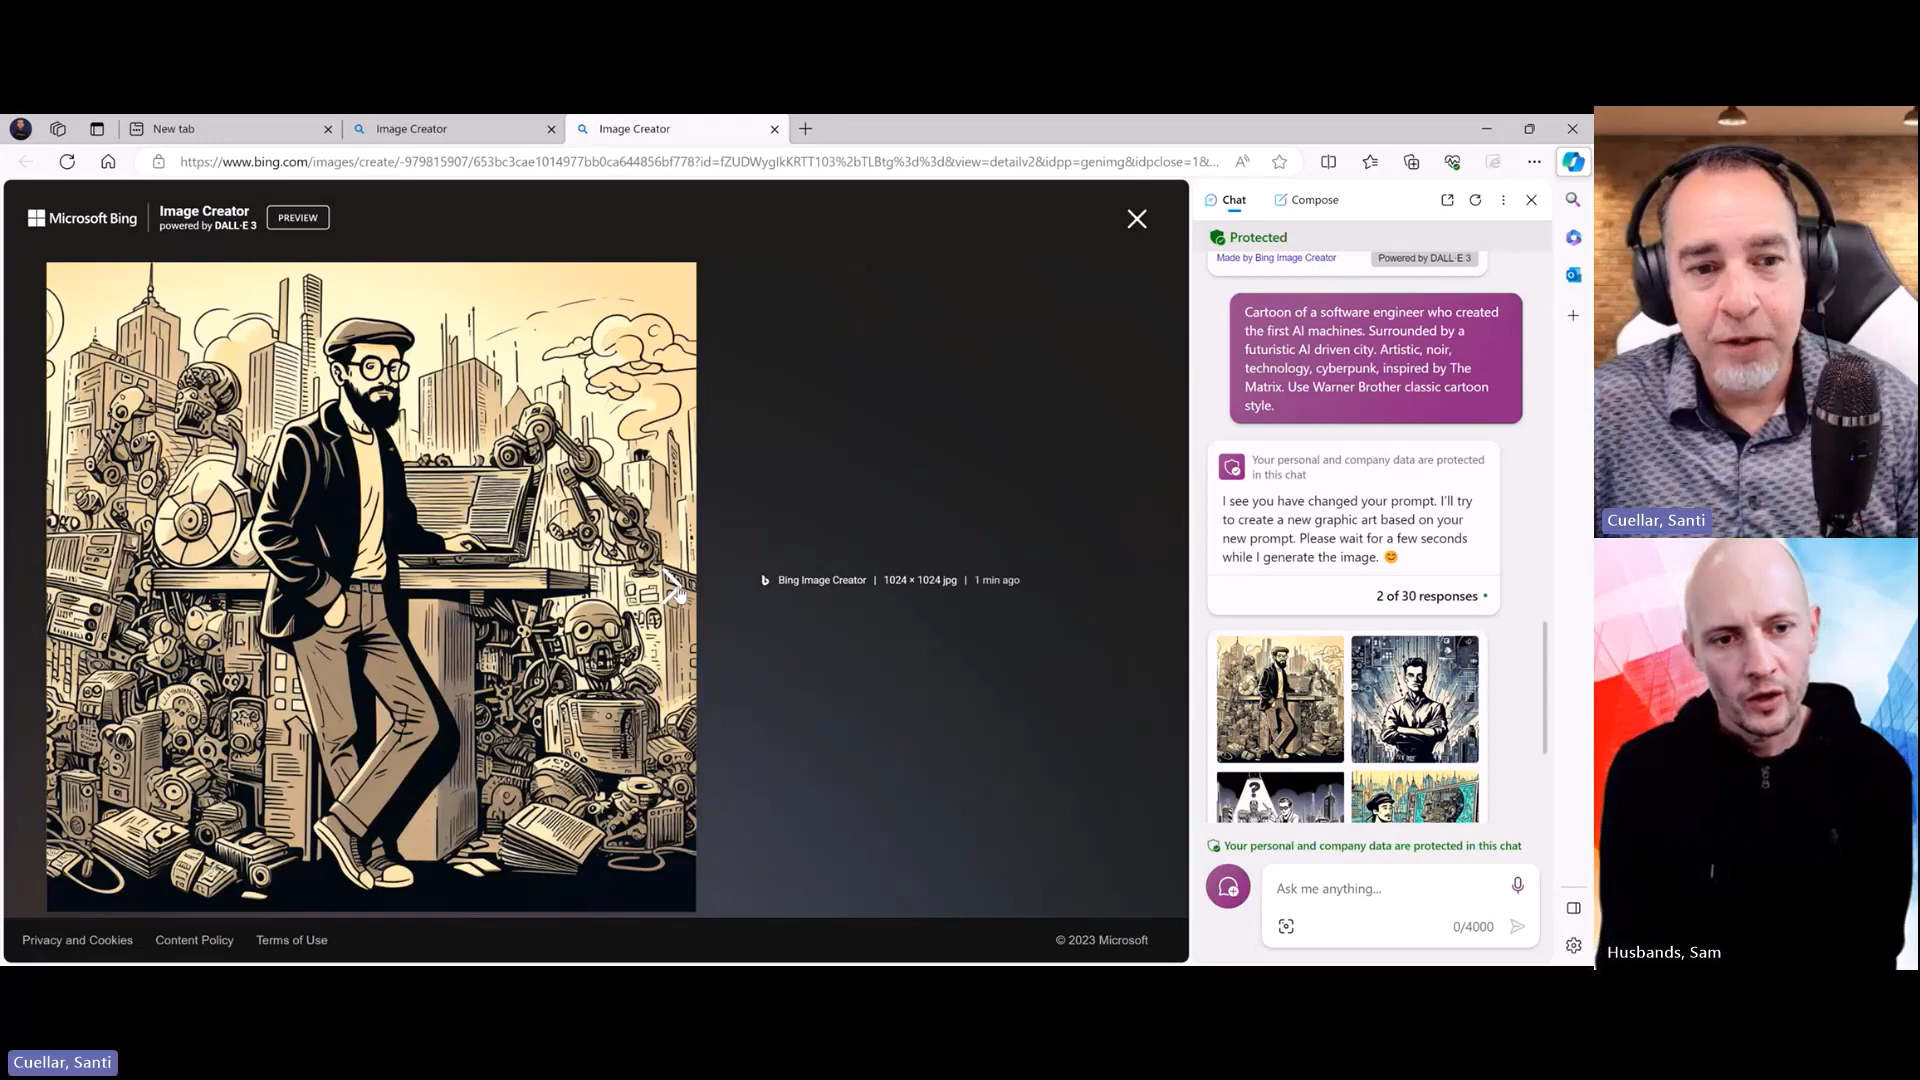 New tab
Image Creator
Image Creator
https://www.bing.com/images/create/-979815907/653bc3cae1014977bb0ca644856bf778?id=fZUDWyglkKRTT103%2bTLBtg%3d%3d&view=detailv2&idpp=genimg&idpclose=1&...
Microsoft Bing
Image Creator
powered by DALL·E 3
PREVIEW
Bing Image Creator | 1024 × 1024 jpg | 1 min ago
Privacy and Cookies
Content Policy
Terms of Use
© 2023 Microsoft
Chat
Compose
Protected
Made by Bing Image Creator
Powered by DALL·E 3
Cartoon of a software engineer who created
the first AI machines. Surrounded by a
futuristic AI driven city. Artistic, noir,
technology, cyberpunk, inspired by The
Matrix. Use Warner Brother classic cartoon
style.
Your personal and company data are protected
in this chat
I see you have changed your prompt. I'll try
to create a new graphic art based on your
new prompt. Please wait for a few seconds
while I generate the image. 😊
2 of 30 responses
?
Your personal and company data are protected in this chat
Ask me anything...
0/4000
Cuellar, Santi
Husbands, Sam
Cuellar, Santi